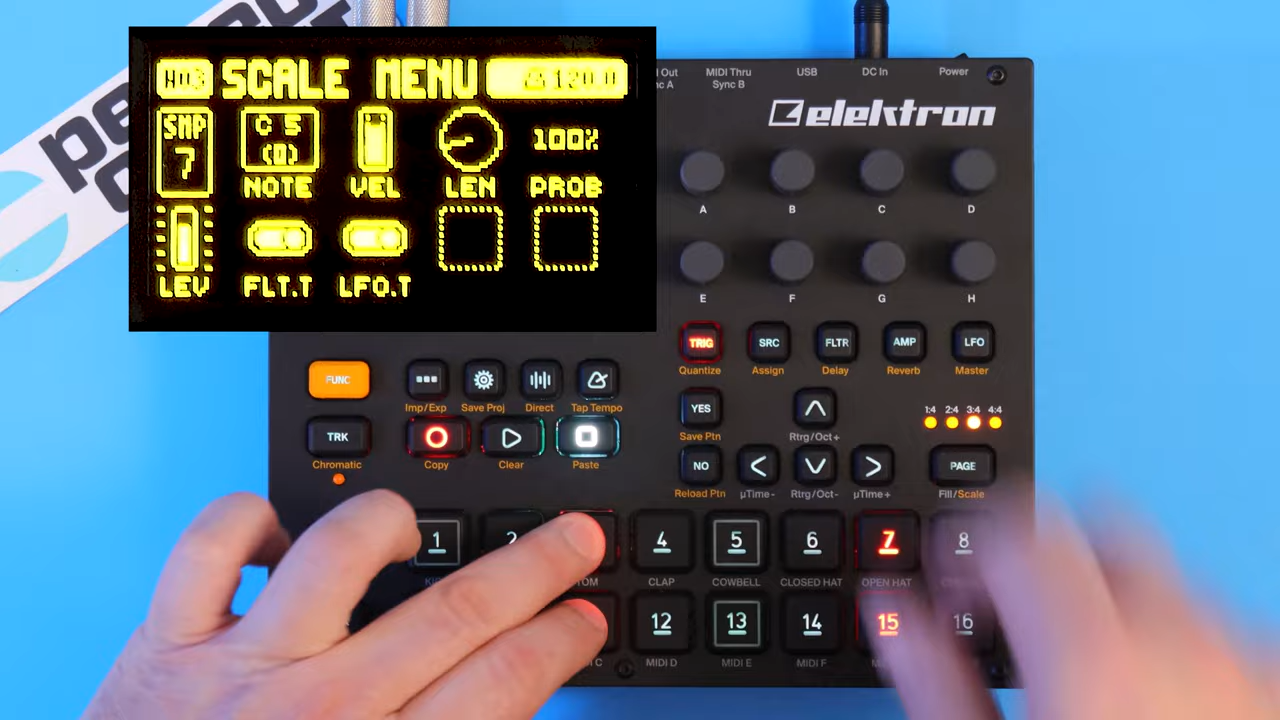 SCALE MENU 120.0
SMP
7
C 5
(0)
100%
NOTE VEL LEN PROB
LEV FLT.T LFO.T
MIDI Thru
Sync B
USB
DC In
Power
elektron
A B C D
E F G H
TRIG SRC FLTR AMP LFO
Quantize Assign Delay Reverb Master
FUNC
Imp/Exp Save Proj Direct Tap Tempo
TRK
Chromatic
Copy Clear Paste
YES
Save Ptn
Rtrg/Oct+
1:4 2:4 3:4 4:4
NO
Reload Ptn
µTime- Rtrg/Oct- µTime+
PAGE
Fill/Scale
1 2 4 5 6 7 8
CLAP COWBELL CLOSED HAT OPEN HAT
12 13 14 15 16
MIDI D MIDI E MIDI F